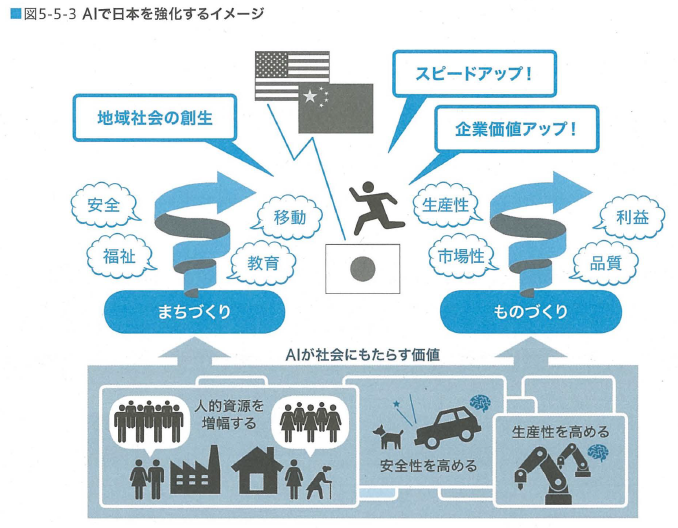 ■図5-5-3 AIで日本を強化するイメージ
スピードアップ！
地域社会の創生
企業価値アップ！
安全
移動
福祉
教育
生産性
利益
市場性
品質
まちづくり
ものづくり
AIが社会にもたらす価値
人的資源を
増幅する
安全性を高める
生産性を高める